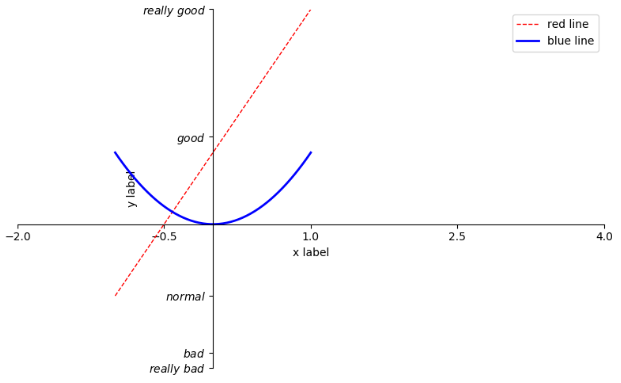 really good
red line
blue line
good
y label
−2.0
−0.5
1.0
2.5
4.0
x label
normal
bad
really bad